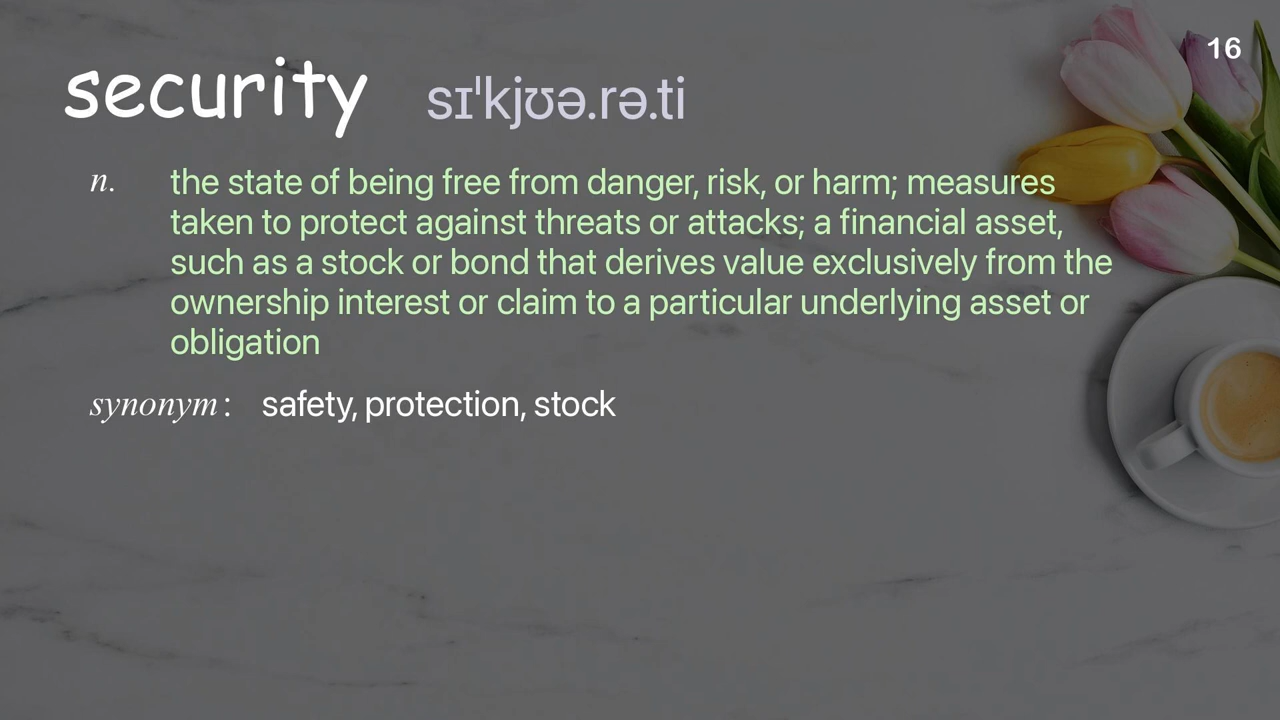 16
security sɪˈkjʊə.rə.ti
n. the state of being free from danger, risk, or harm; measures
taken to protect against threats or attacks; a financial asset,
such as a stock or bond that derives value exclusively from the
ownership interest or claim to a particular underlying asset or
obligation
synonym : safety, protection, stock